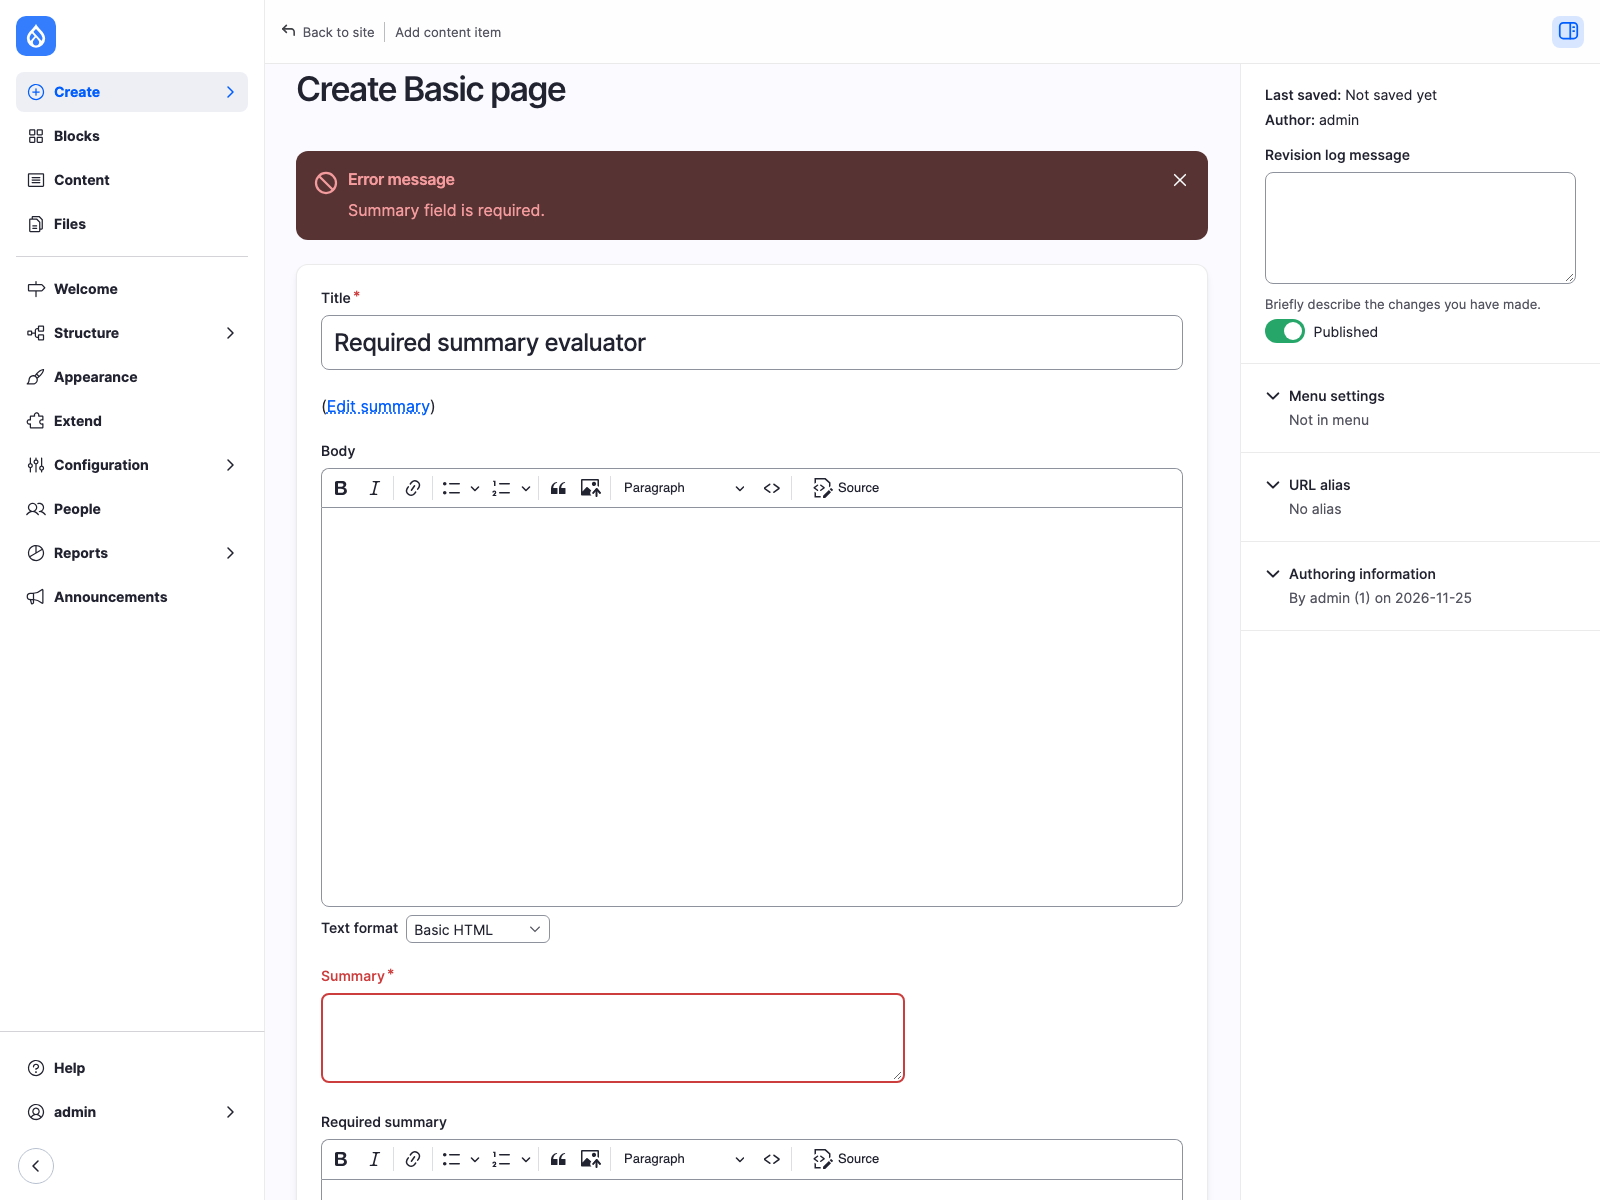 Create
Blocks
Content
Files
Welcome
Structure
Appearance
Extend
Configuration
People
Reports
Announcements
Help
admin
Back to site
Add content item
Create Basic page
Error message
Summary field is required.
Title*
Required summary evaluator
(Edit summary)
Body
Paragraph
Source
Text format
Basic HTML
Summary*
Required summary
Paragraph
Source
Last saved: Not saved yet
Author: admin
Revision log message
Briefly describe the changes you have made.
Published
Menu settings
Not in menu
URL alias
No alias
Authoring information
By admin (1) on 2026-11-25